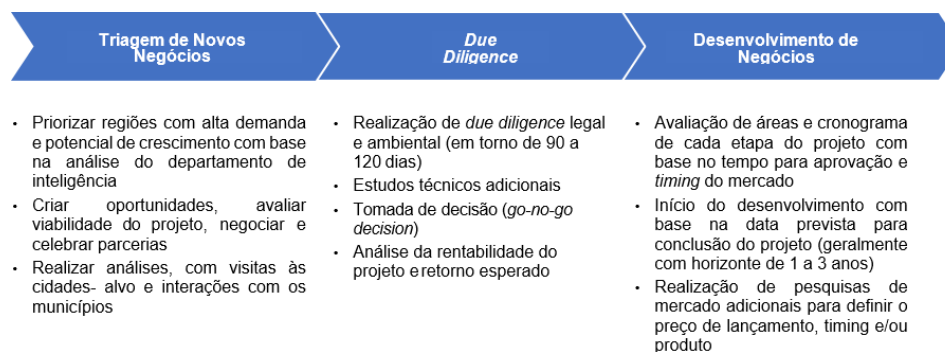 Triagem de Novos
Negócios
Due
Diligence
Desenvolvimento de
Negócios
• Priorizar regiões com alta demanda
e potencial de crescimento com base
na análise do departamento de
inteligência
• Criar oportunidades, avaliar
viabilidade do projeto, negociar e
celebrar parcerias
• Realizar análises, com visitas às
cidades- alvo e interações com os
municípios
• Realização de due diligence legal
e ambiental (em torno de 90 a
120 dias)
• Estudos técnicos adicionais
• Tomada de decisão (go-no-go
decision)
• Análise da rentabilidade do
projeto e retorno esperado
• Avaliação de áreas e cronograma
de cada etapa do projeto com
base no tempo para aprovação e
timing do mercado
• Início do desenvolvimento com
base na data prevista para
conclusão do projeto (geralmente
com horizonte de 1 a 3 anos)
• Realização de pesquisas de
mercado adicionais para definir o
preço de lançamento, timing e/ou
produto